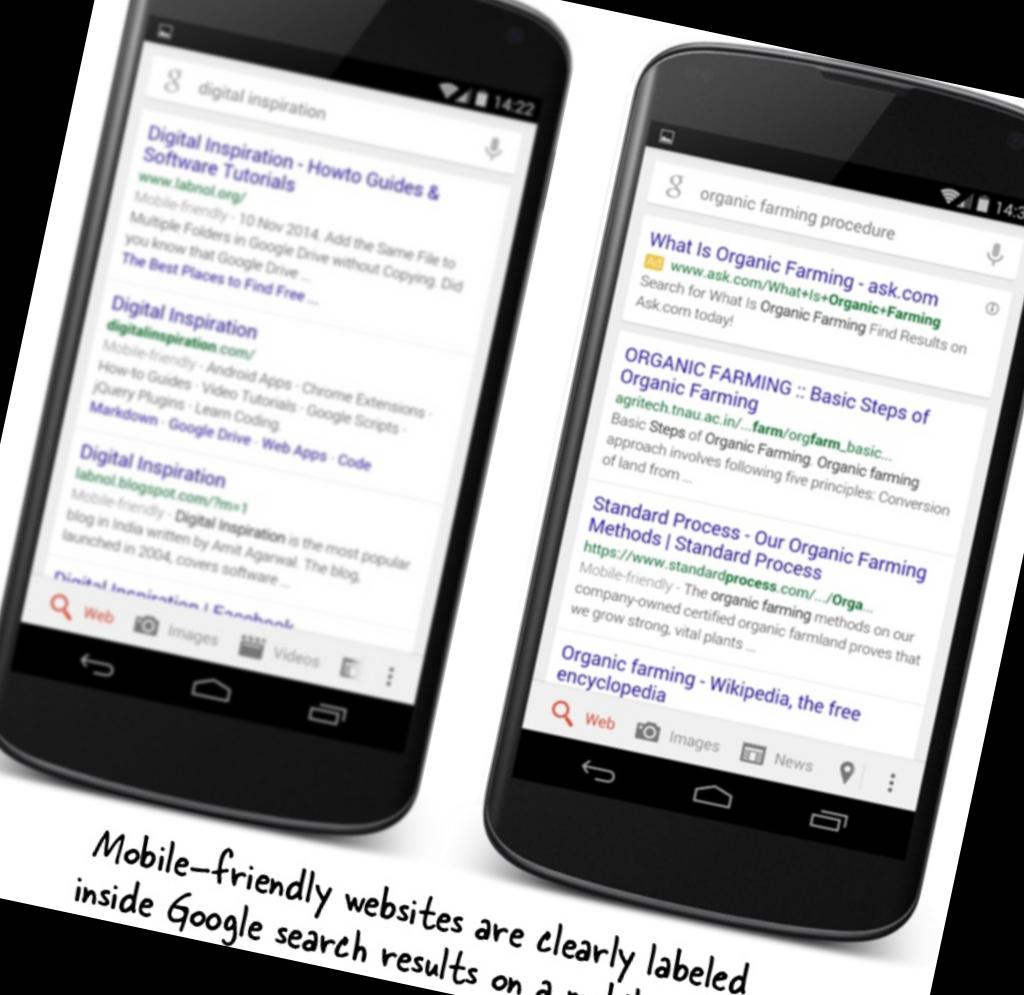 14:22
g digital inspiration
Digital Inspiration - Howto Guides &
Software Tutorials
www.labnol.org/
Mobile-friendly - 10 Nov 2014. Add the Same File to
Multiple Folders in Google Drive without Copying. Did
you know that Google Drive ...
The Best Places to Find Free ...
Digital Inspiration
digitalinspiration.com/
Mobile-friendly - Android Apps · Chrome Extensions ·
How-to Guides · Video Tutorials · Google Scripts ·
jQuery Plugins · Learn Coding.
Markdown · Google Drive · Web Apps · Code
Digital Inspiration
labnol.blogspot.com/?m=1
Mobile-friendly - Digital Inspiration is the most popular
blog in India written by Amit Agarwal. The blog,
launched in 2004, covers software ...
Digital Inspiration | Facebook
Web Images Videos
14:3
g organic farming procedure
What Is Organic Farming - ask.com
Ad www.ask.com/What+Is+Organic+Farming
Search for What Is Organic Farming Find Results on
Ask.com today!
ORGANIC FARMING :: Basic Steps of
Organic Farming
agritech.tnau.ac.in/...farm/orgfarm_basic...
Basic Steps of Organic Farming. Organic farming
approach involves following five principles: Conversion
of land from ...
Standard Process - Our Organic Farming
Methods | Standard Process
https://www.standardprocess.com/.../Orga...
Mobile-friendly - The organic farming methods on our
company-owned certified organic farmland proves that
we grow strong, vital plants ...
Organic farming - Wikipedia, the free
encyclopedia
Web Images News
Mobile-friendly websites are clearly labeled
inside Google search results on a